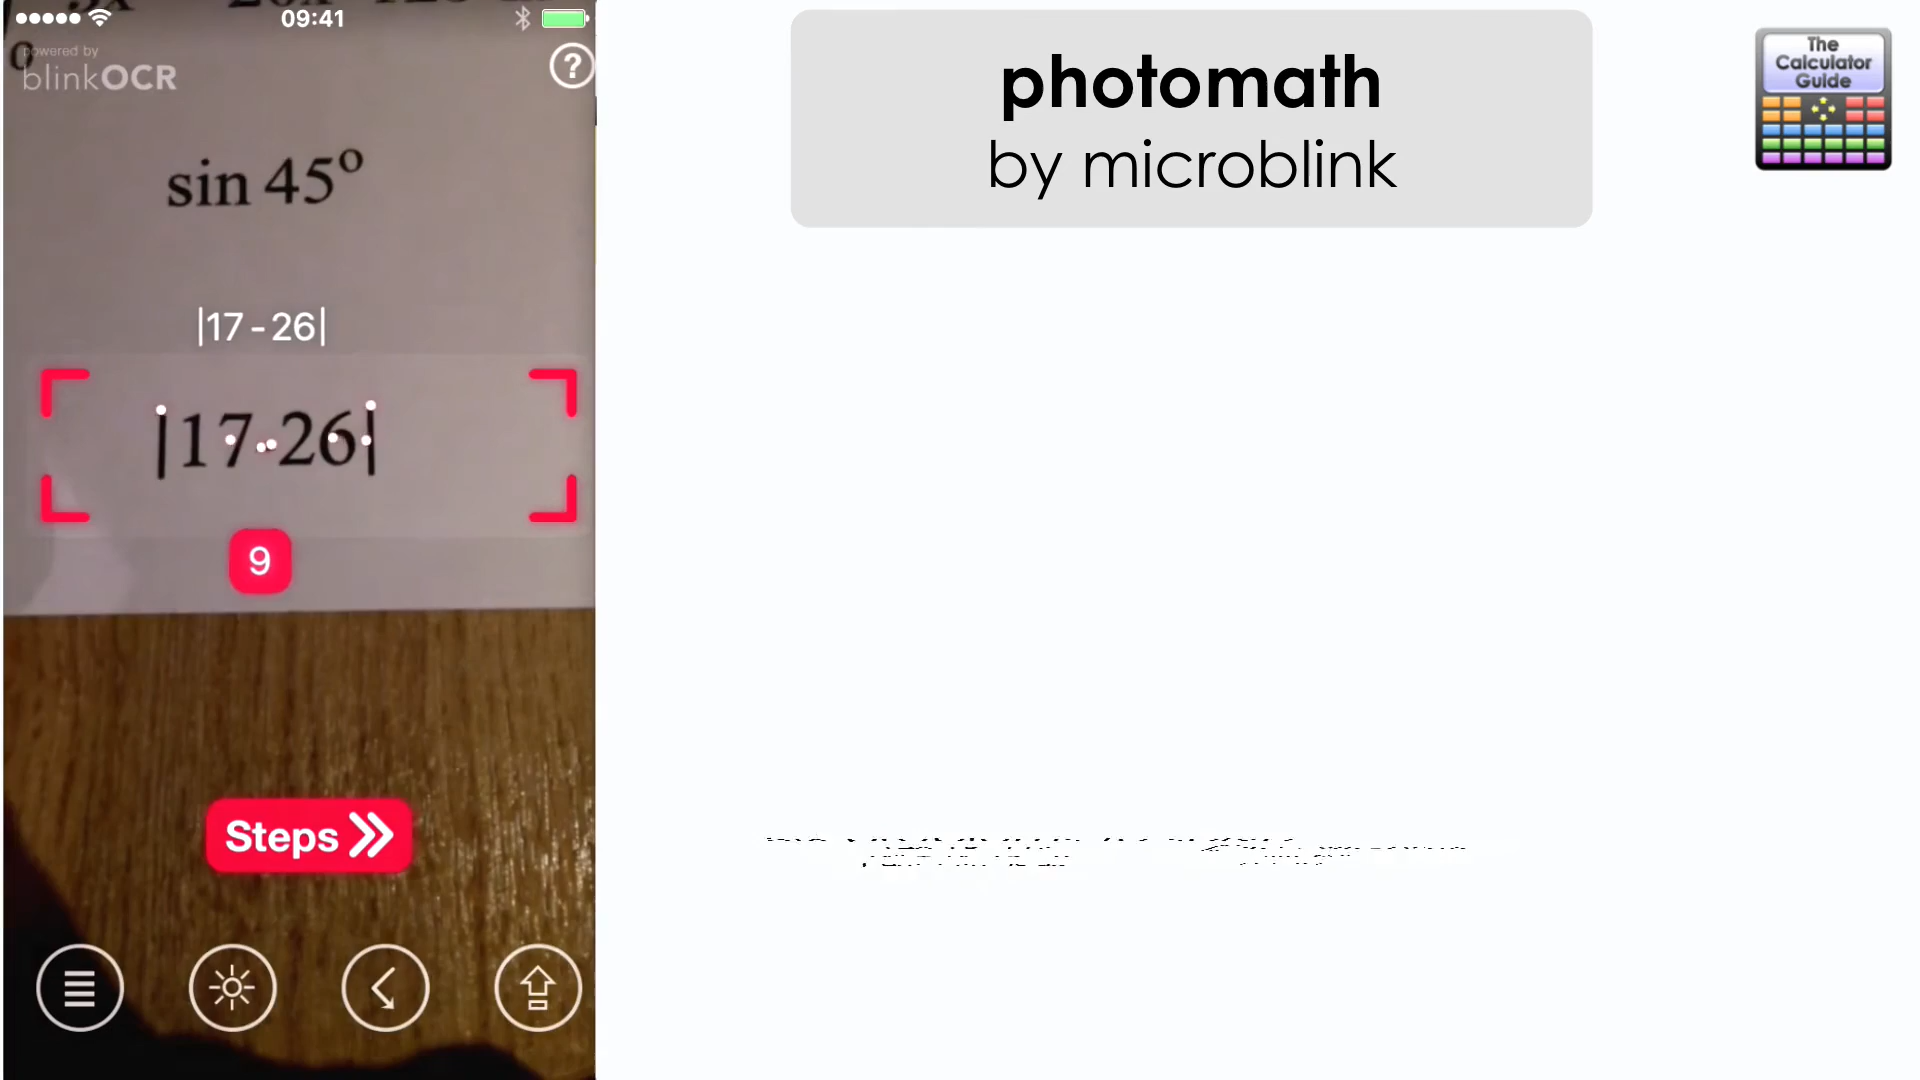 09:41
powered by
blinkOCR
?
sin 45°
|17-26|
|17-26|
9
Steps
photomath
by microblink
The
Calculator
Guide